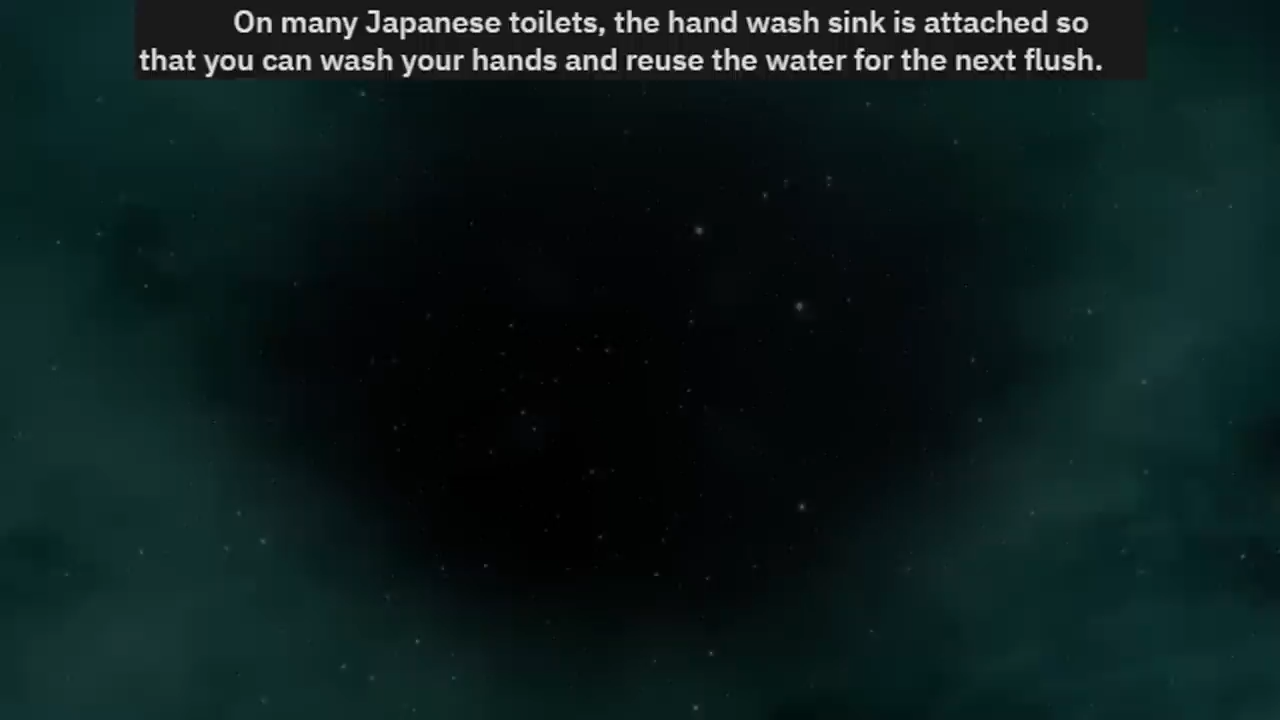 On many Japanese toilets, the hand wash sink is attached so
that you can wash your hands and reuse the water for the next flush.